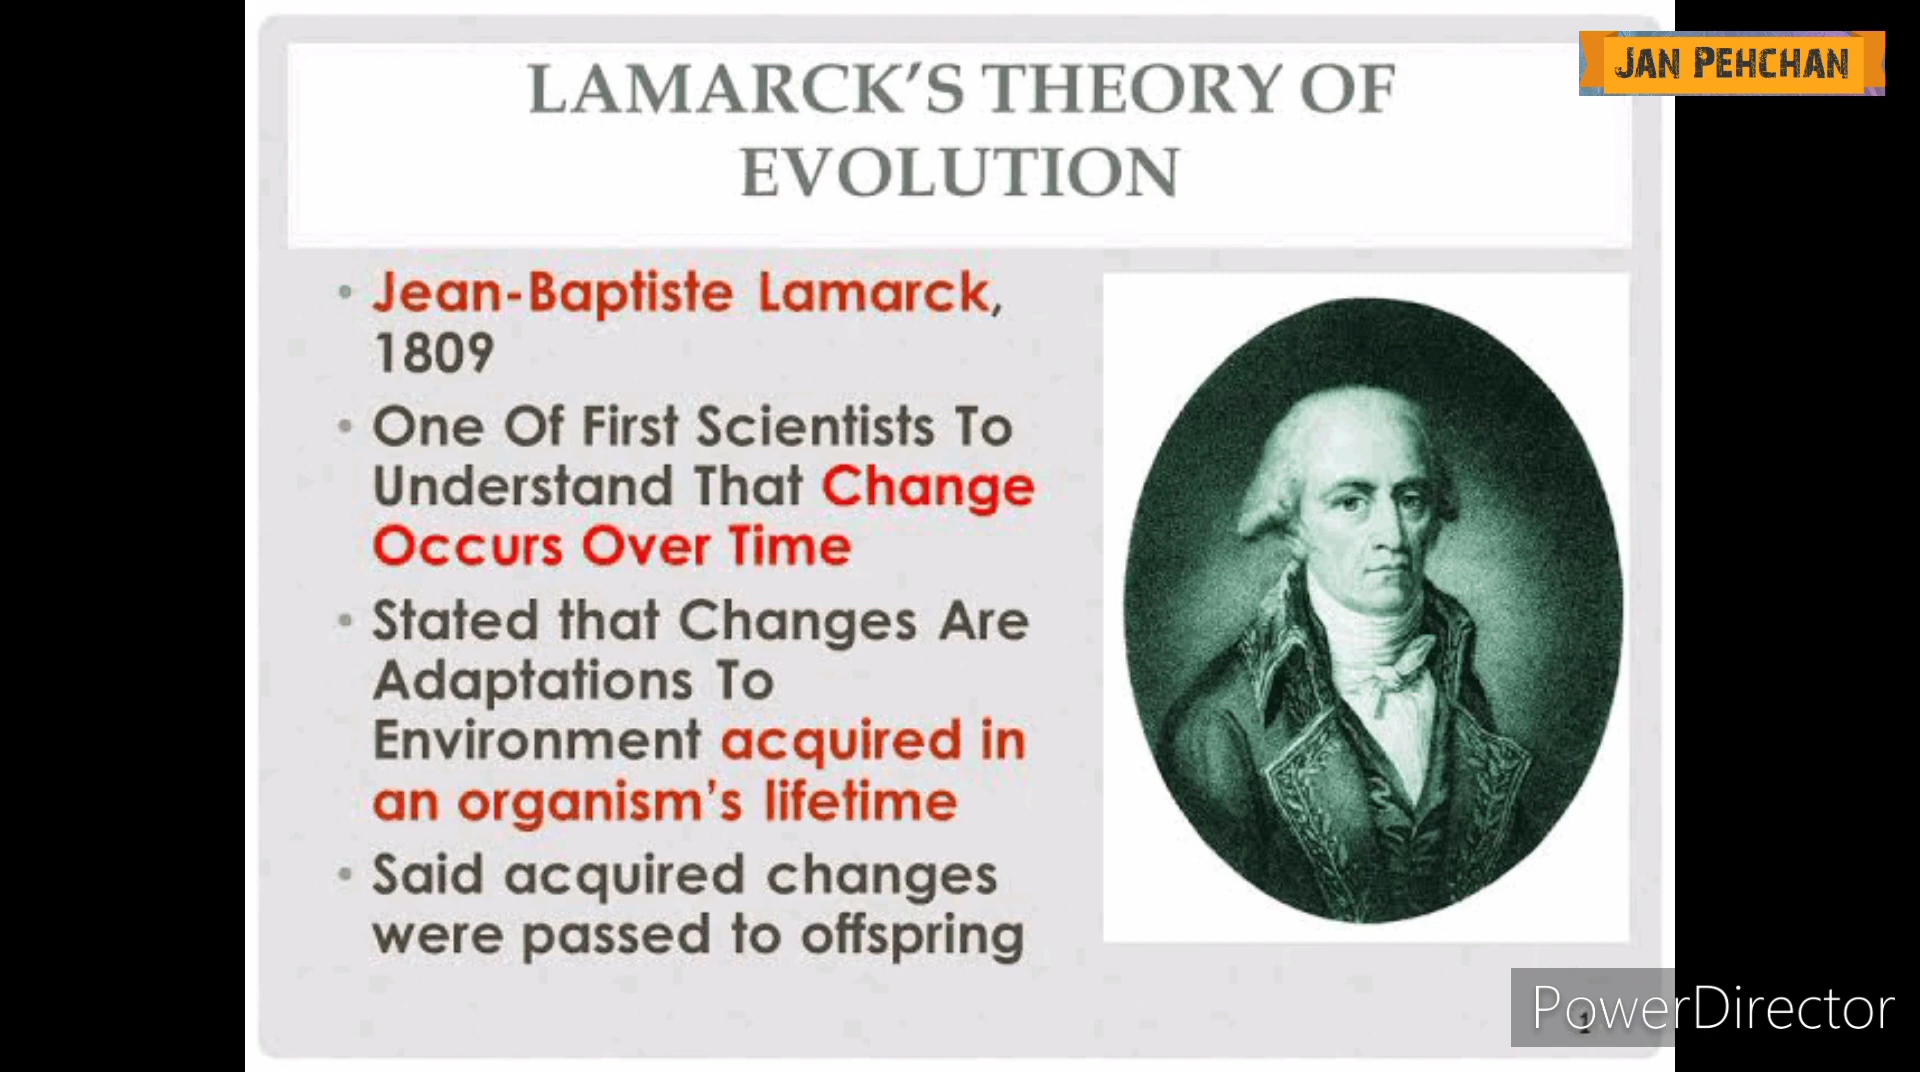 JAN PEHCHAN
LAMARCK'S THEORY OF
EVOLUTION
• Jean-Baptiste Lamarck,
1809
• One Of First Scientists To
Understand That Change
Occurs Over Time
• Stated that Changes Are
Adaptations To
Environment acquired in
an organism's lifetime
• Said acquired changes
were passed to offspring
PowerDirector
1